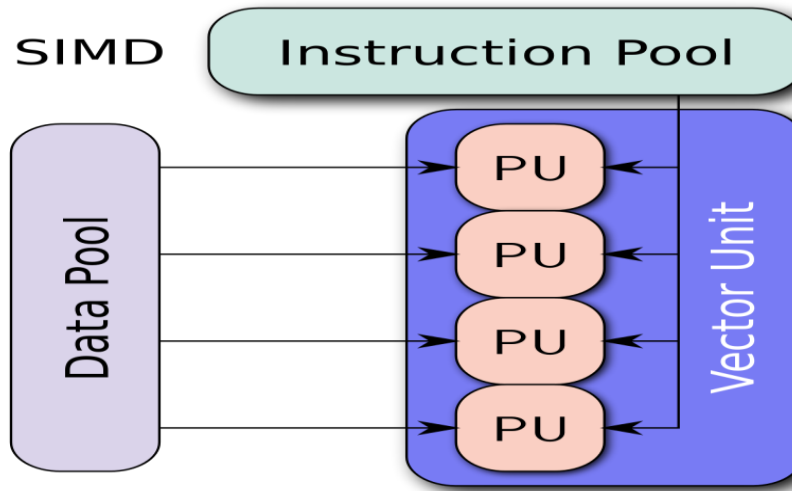 SIMD
Instruction Pool
Data Pool
PU
PU
PU
PU
Vector Unit